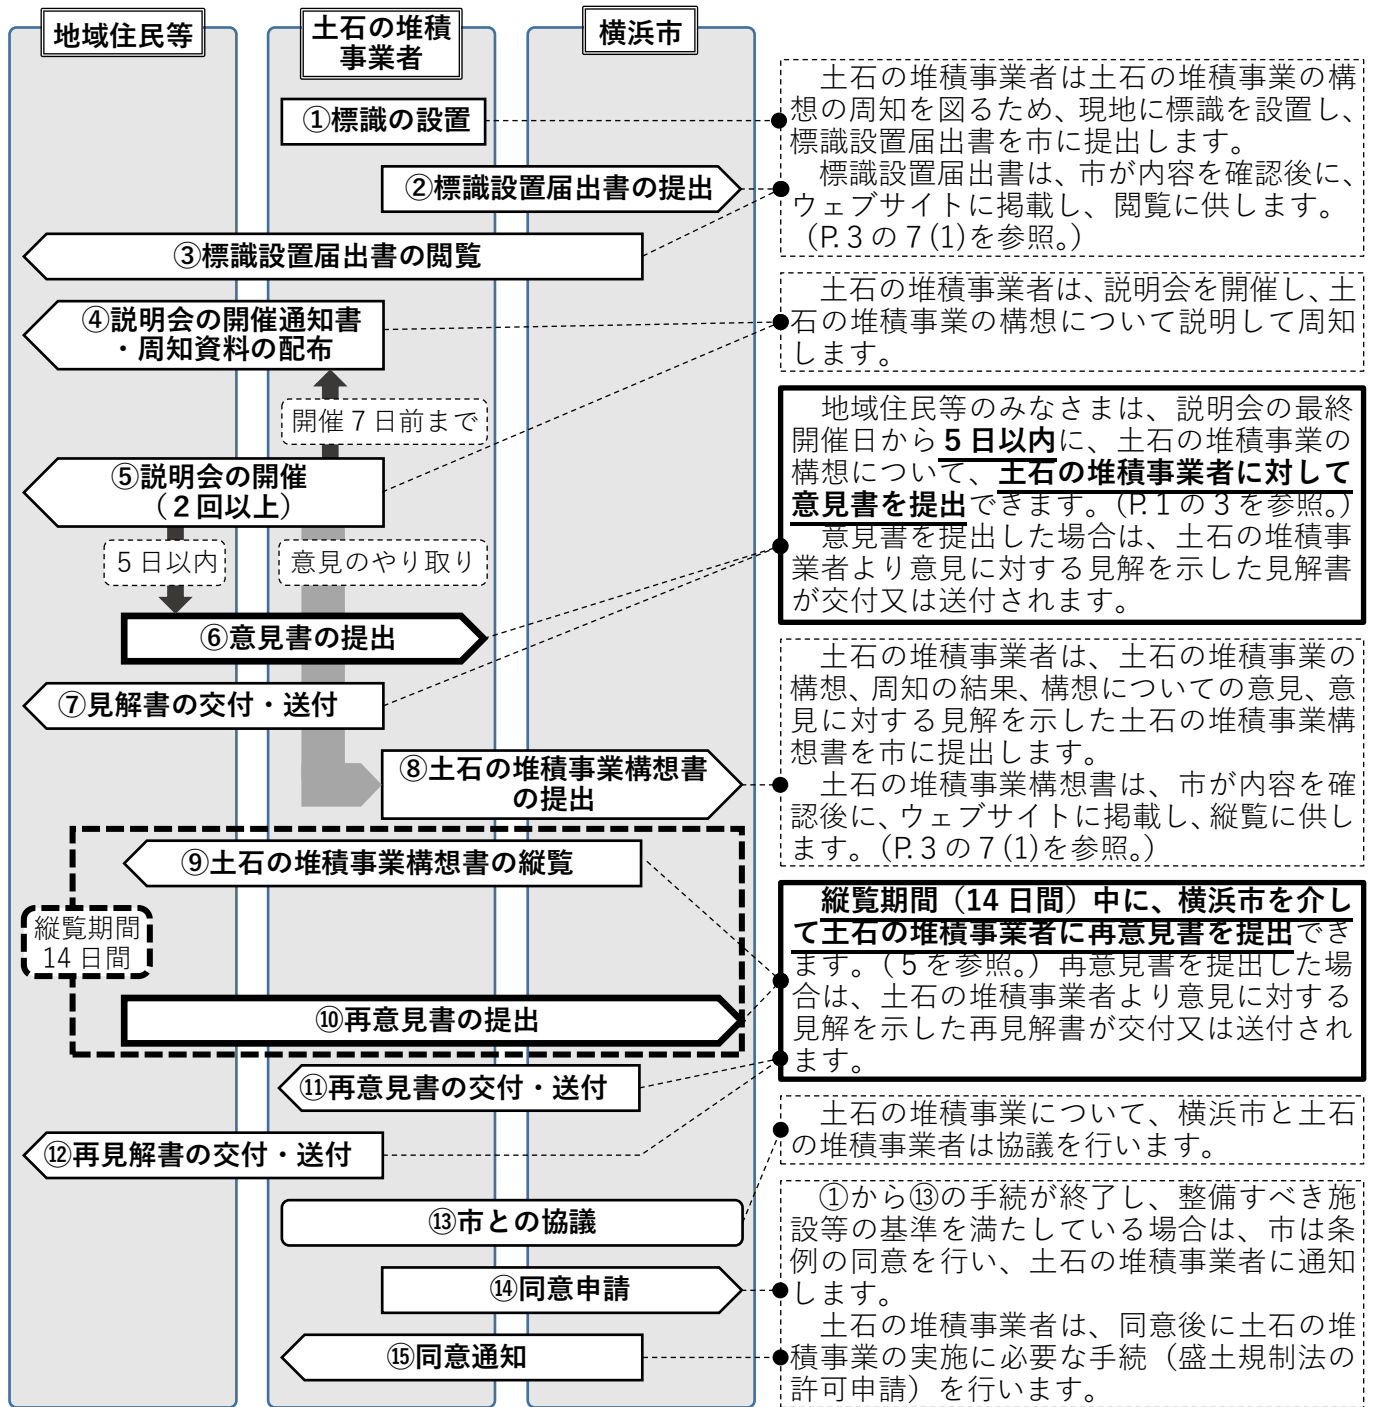 地域住民等
土石の堆積
事業者
横浜市
①標識の設置
②標識設置届出書の提出
③標識設置届出書の閲覧
④説明会の開催通知書
・周知資料の配布
開催７日前まで
⑤説明会の開催
（２回以上）
５日以内
意見のやり取り
⑥意見書の提出
⑦見解書の交付・送付
⑧土石の堆積事業構想書
の提出
⑨土石の堆積事業構想書の縦覧
縦覧期間
14 日間
⑩再意見書の提出
⑪再意見書の交付・送付
⑫再見解書の交付・送付
⑬市との協議
⑭同意申請
⑮同意通知
土石の堆積事業者は土石の堆積事業の構
想の周知を図るため、現地に標識を設置し、
標識設置届出書を市に提出します。
標識設置届出書は、市が内容を確認後に、
ウェブサイトに掲載し、閲覧に供します。
（P.３の７(1)を参照。）
土石の堆積事業者は、説明会を開催し、土
石の堆積事業の構想について説明して周知
します。
地域住民等のみなさまは、説明会の最終
開催日から５日以内に、土石の堆積事業の
構想について、土石の堆積事業者に対して
意見書を提出できます。（P.１の３を参照。）
意見書を提出した場合は、土石の堆積事
業者より意見に対する見解を示した見解書
が交付又は送付されます。
土石の堆積事業者は、土石の堆積事業の
構想、周知の結果、構想についての意見、意
見に対する見解を示した土石の堆積事業構
想書を市に提出します。
土石の堆積事業構想書は、市が内容を確
認後に、ウェブサイトに掲載し、縦覧に供し
ます。（P.３の７(1)を参照。）
縦覧期間（14 日間）中に、横浜市を介し
て土石の堆積事業者に再意見書を提出でき
ます。（５を参照。）再意見書を提出した場
合は、土石の堆積事業者より意見に対する
見解を示した再見解書が交付又は送付され
ます。
土石の堆積事業について、横浜市と土石
の堆積事業者は協議を行います。
①から⑬の手続が終了し、整備すべき施
設等の基準を満たしている場合は、市は条
例の同意を行い、土石の堆積事業者に通知
します。
土石の堆積事業者は、同意後に土石の堆
積事業の実施に必要な手続（盛土規制法の
許可申請）を行います。